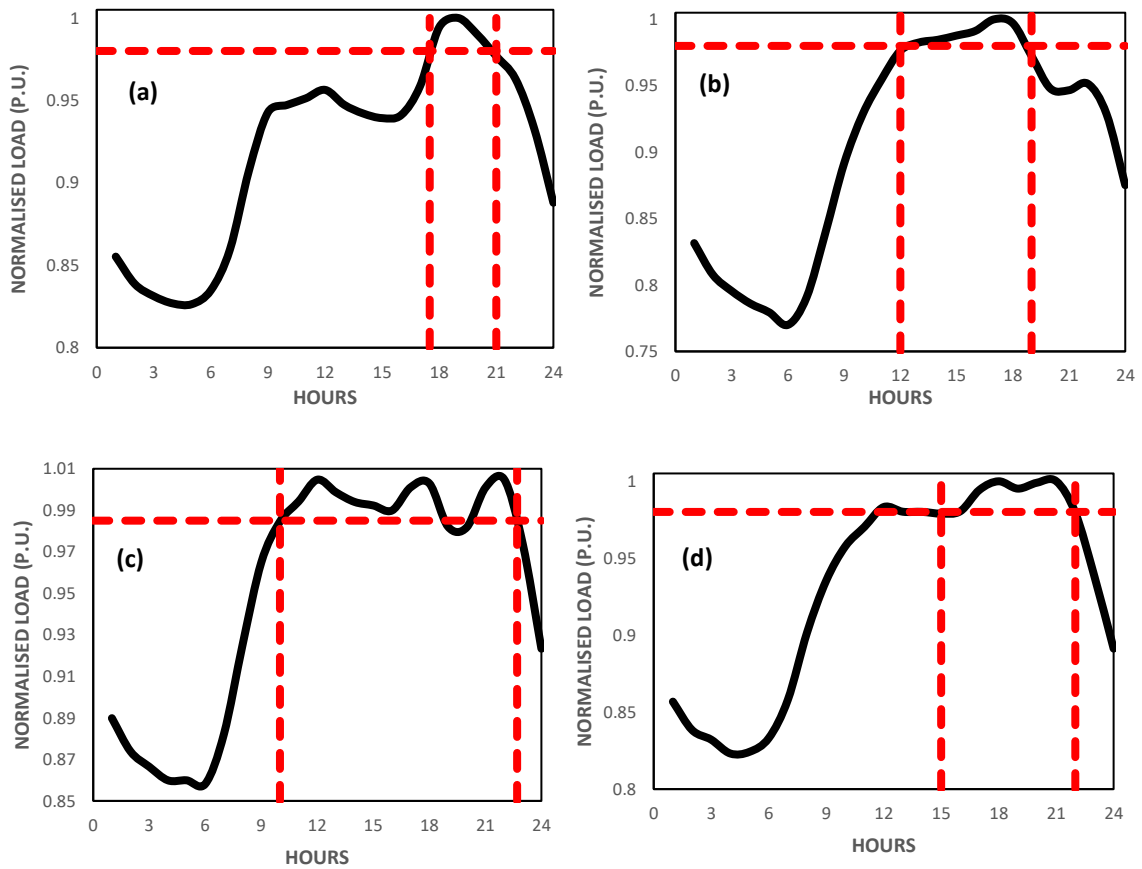 NORMALISED LOAD (P.U.)
1
0.95
0.9
0.85
0.8
(a)
0 3 6 9 12 15 18 21 24
HOURS
NORMALISED LOAD (P.U.)
1
0.95
0.9
0.85
0.8
0.75
(b)
0 3 6 9 12 15 18 21 24
HOURS
NORMALISED LOAD (P.U.)
1.01
0.99
0.97
0.95
0.93
0.91
0.89
0.87
0.85
(c)
0 3 6 9 12 15 18 21 24
HOURS
NORMALISED LOAD (P.U.)
1
0.95
0.9
0.85
0.8
(d)
0 3 6 9 12 15 18 21 24
HOURS